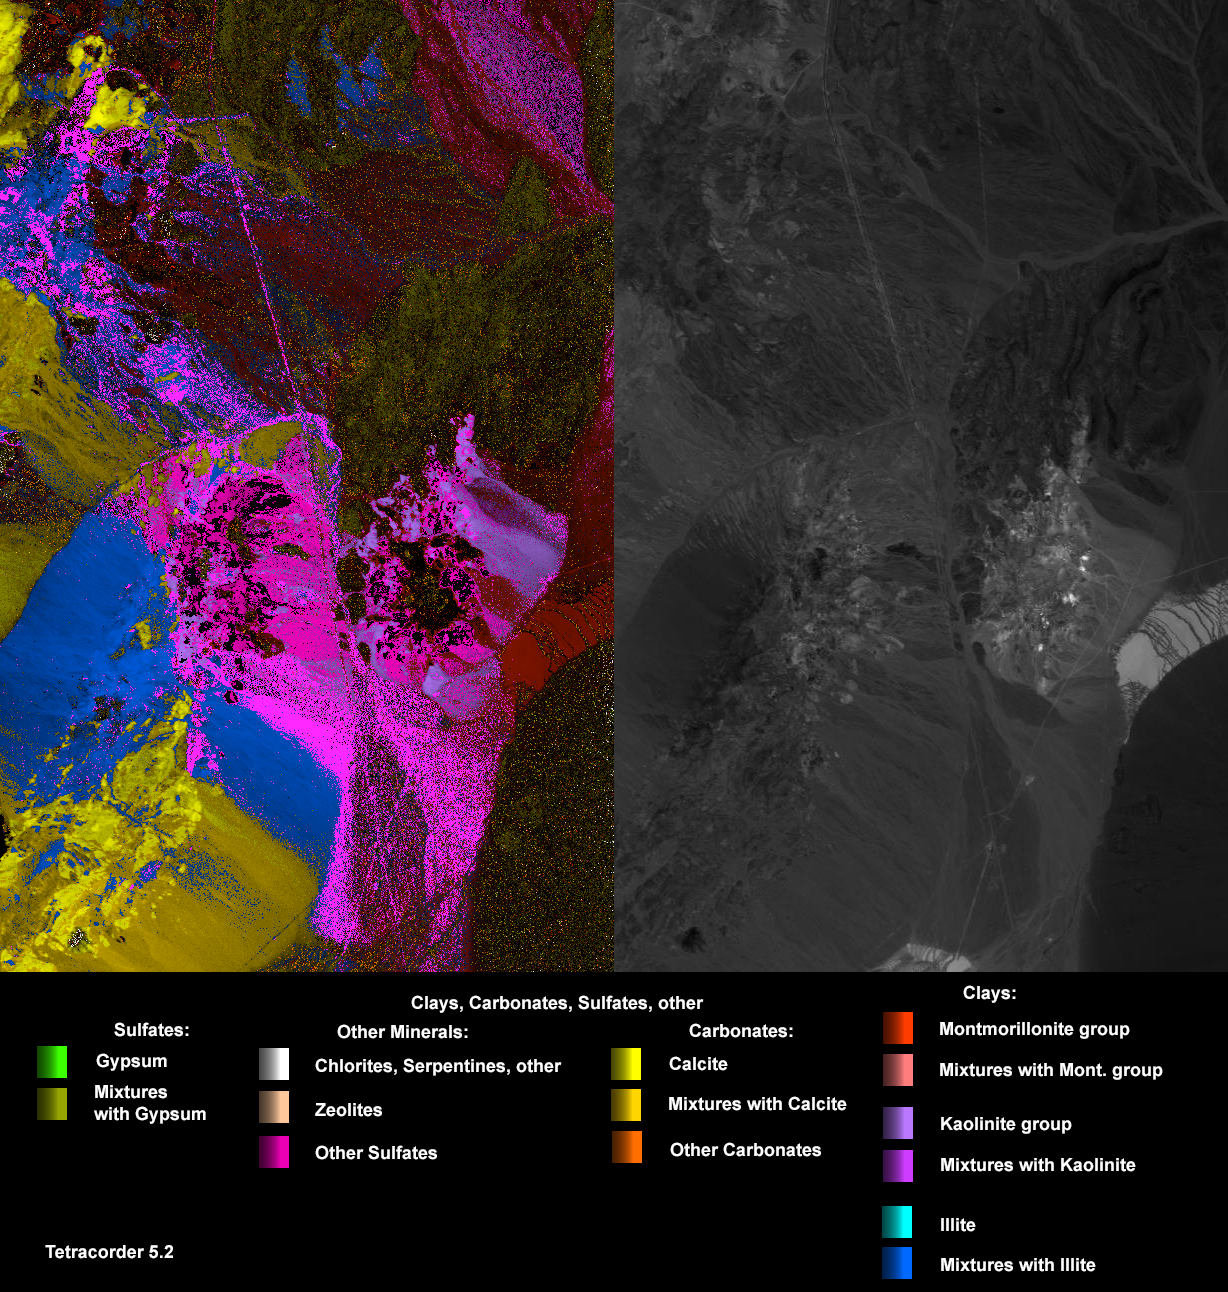 Clays, Carbonates, Sulfates, other
Sulfates:
Gypsum
Mixtures
with Gypsum
Other Minerals:
Chlorites, Serpentines, other
Zeolites
Other Sulfates
Carbonates:
Calcite
Mixtures with Calcite
Other Carbonates
Clays:
Montmorillonite group
Mixtures with Mont. group
Kaolinite group
Mixtures with Kaolinite
Illite
Mixtures with Illite
Tetracorder 5.2